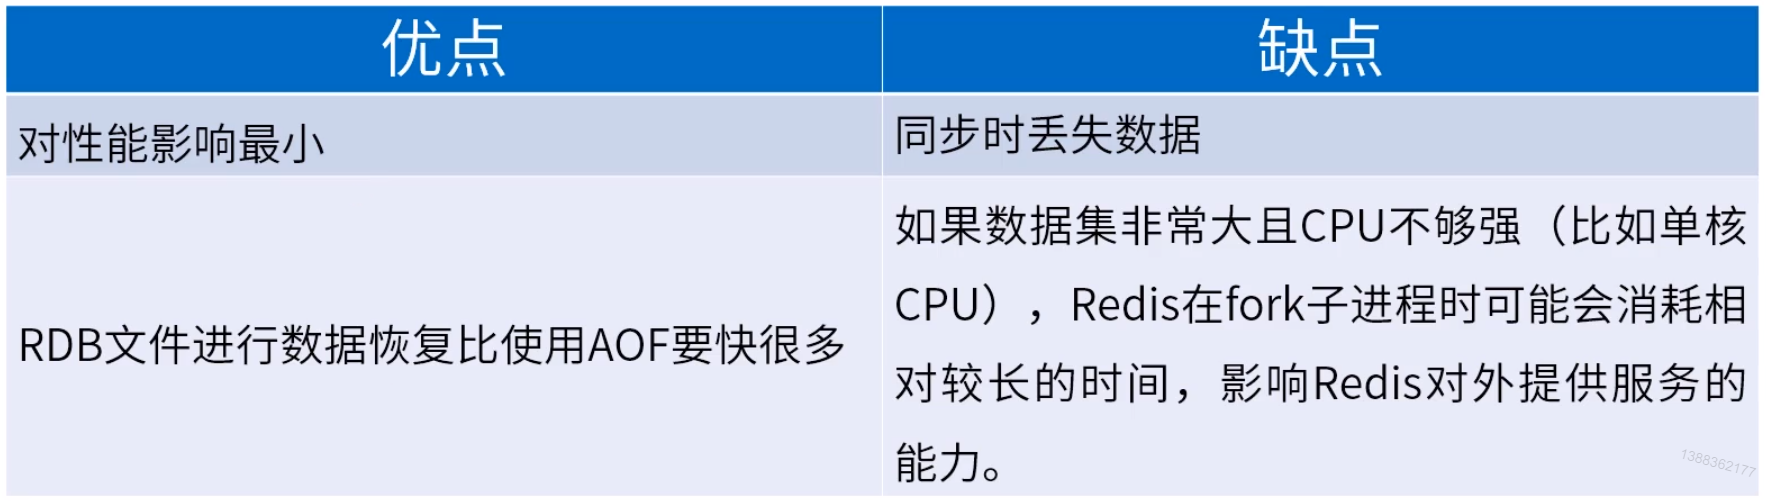 优点
缺点
对性能影响最小
同步时丢失数据
RDB文件进行数据恢复比使用AOF要快很多
如果数据集非常大且CPU不够强（比如单核
CPU），Redis在fork子进程时可能会消耗相
对较长的时间，影响Redis对外提供服务的
能力。
1388362177